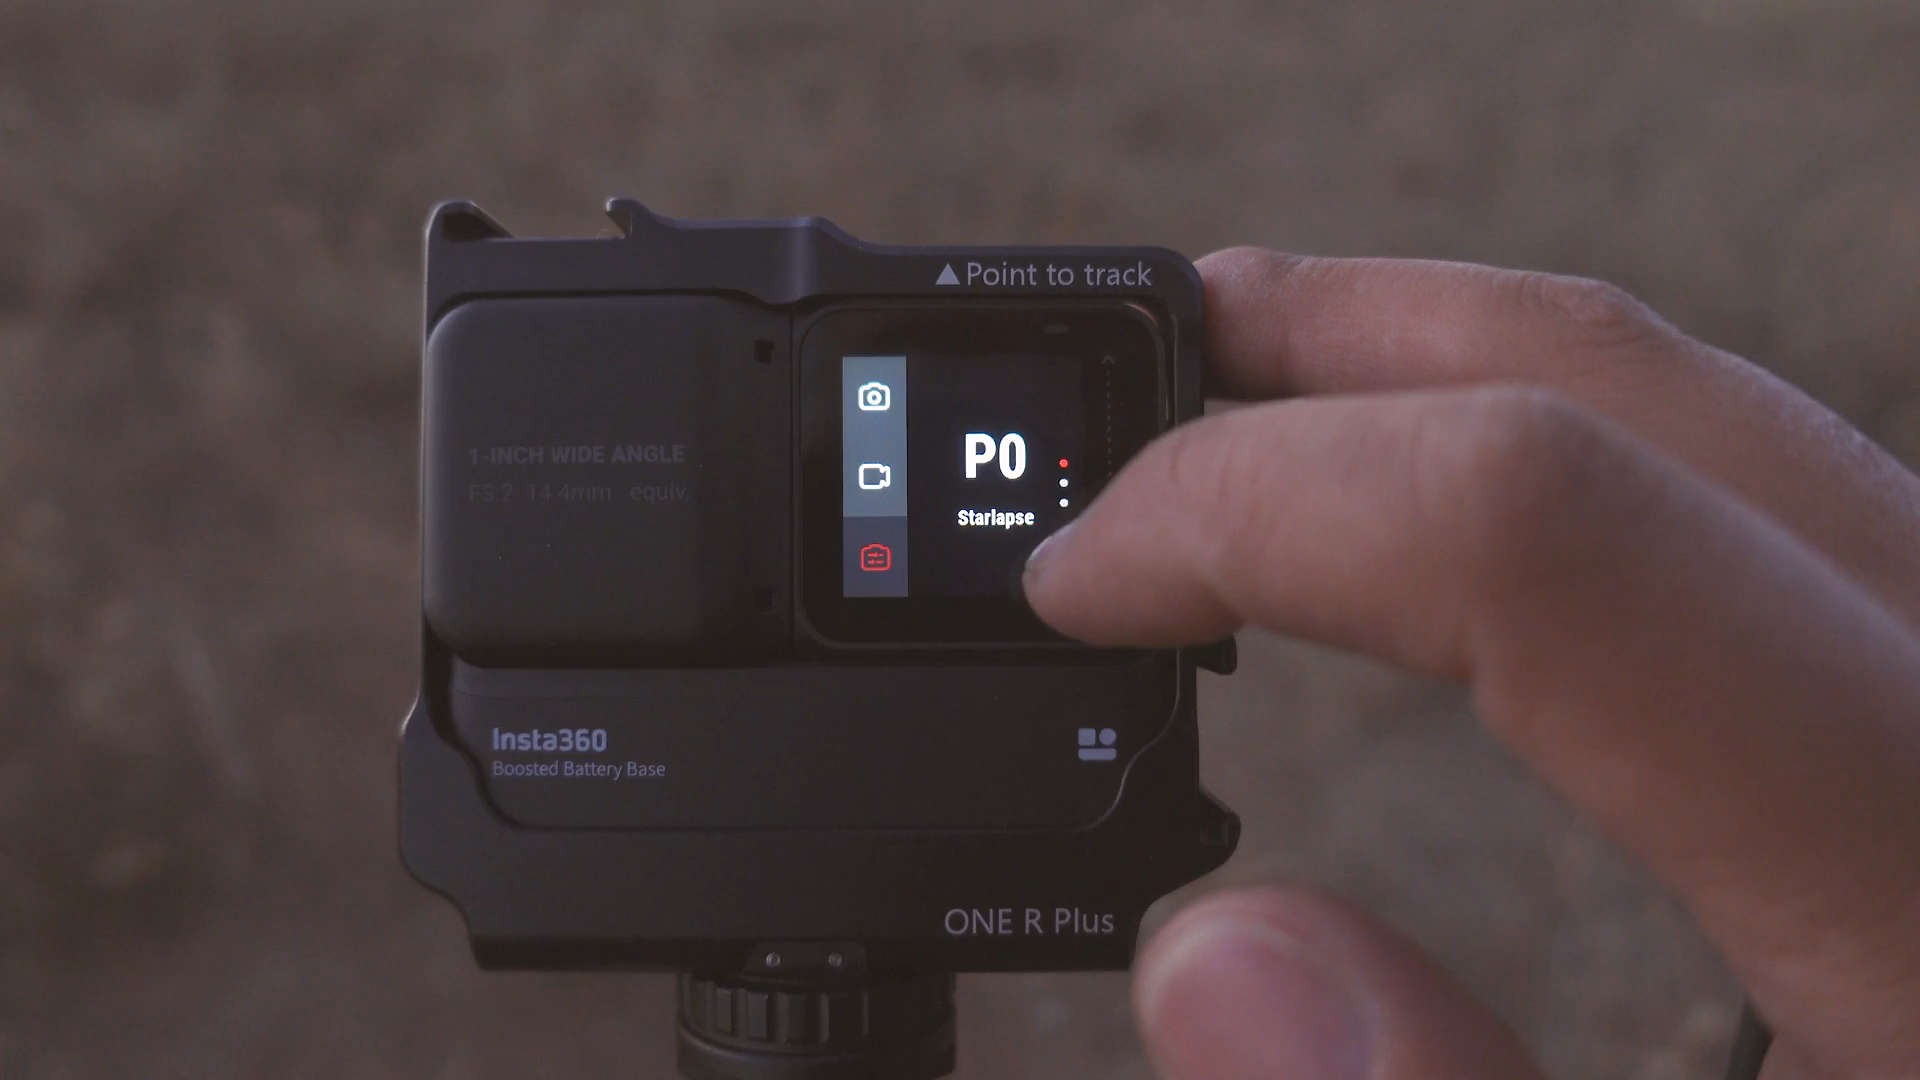 Point to track
1-INCH WIDE ANGLE
F3.2 14.4mm equiv.
P0
Starlapse
Insta360
Boosted Battery Base
ONE R Plus